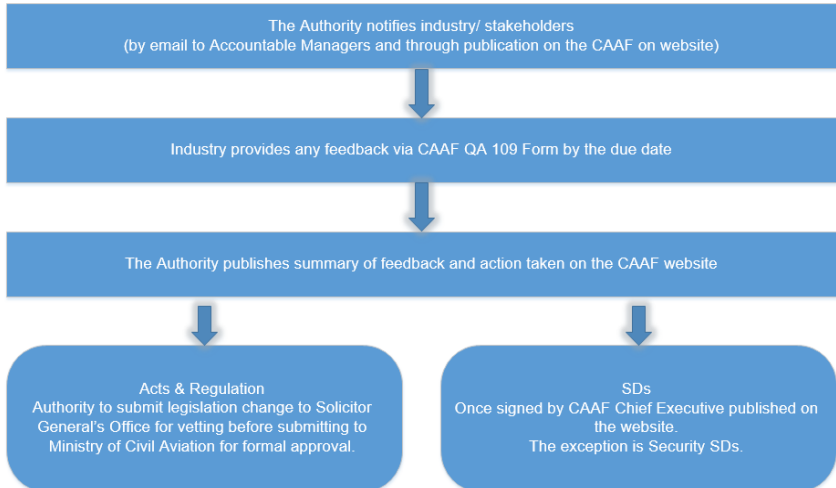 The Authority notifies industry/ stakeholders
(by email to Accountable Managers and through publication on the CAAF on website)
Industry provides any feedback via CAAF QA 109 Form by the due date
The Authority publishes summary of feedback and action taken on the CAAF website
Acts & Regulation
Authority to submit legislation change to Solicitor
General's Office for vetting before submitting to
Ministry of Civil Aviation for formal approval.
SDs
Once signed by CAAF Chief Executive published on
the website.
The exception is Security SDs.